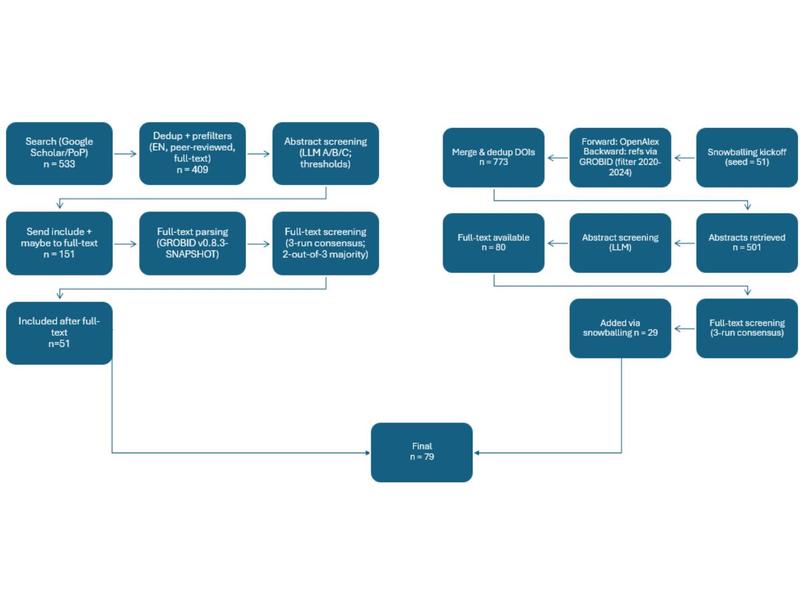 Search (Google
Scholar/PoP)
n = 533
Dedup + prefilters
(EN, peer-reviewed,
full-text)
n = 409
Abstract screening
(LLM A/B/C;
thresholds)
Send include +
maybe to full-text
n = 151
Full-text parsing
(GROBID v0.8.3-
SNAPSHOT)
Full-text screening
(3-run consensus;
2-out-of-3 majority)
Included after full-
text
n=51
Snowballing kickoff
(seed = 51)
Forward: OpenAlex
Backward: refs via
GROBID (filter 2020-
2024)
Merge & dedup DOIs
n = 773
Abstracts retrieved
n = 501
Abstract screening
(LLM)
Full-text available
n = 80
Full-text screening
(3-run consensus)
Added via
snowballing n = 29
Final
n = 79